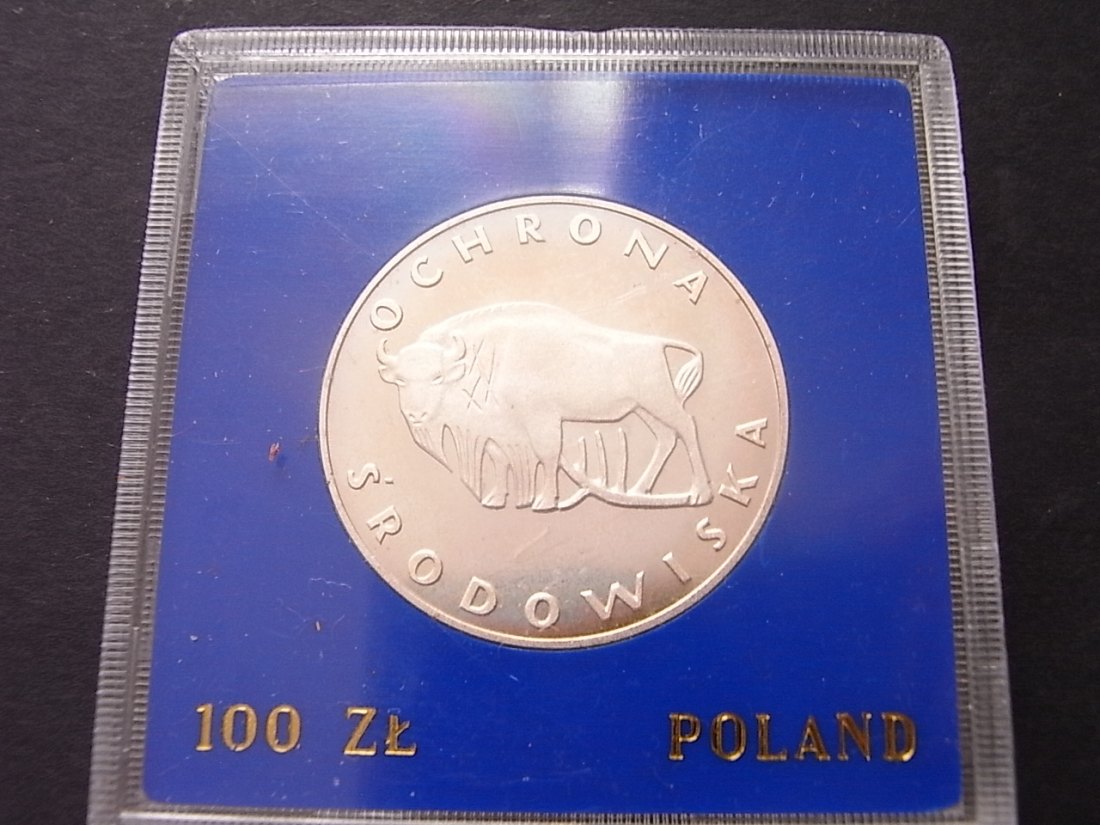 OCHRONA
ŚRODOWISKA
100 ZŁ POLAND